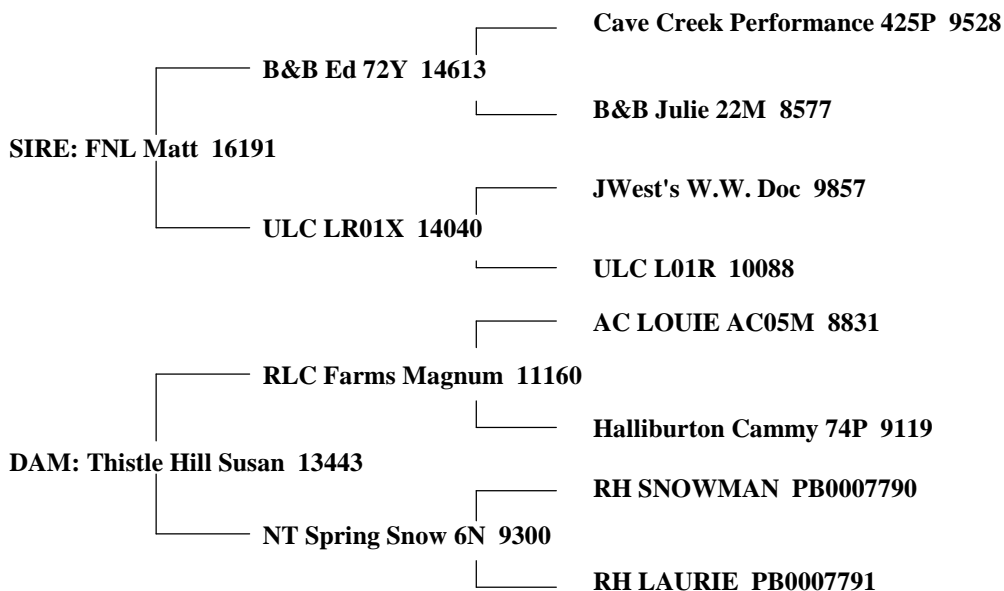 Cave Creek Performance 425P 9528
B&B Ed 72Y 14613
B&B Julie 22M 8577
SIRE: FNL Matt 16191
JWest's W.W. Doc 9857
ULC LR01X 14040
ULC L01R 10088
AC LOUIE AC05M 8831
RLC Farms Magnum 11160
Halliburton Cammy 74P 9119
DAM: Thistle Hill Susan 13443
RH SNOWMAN PB0007790
NT Spring Snow 6N 9300
RH LAURIE PB0007791